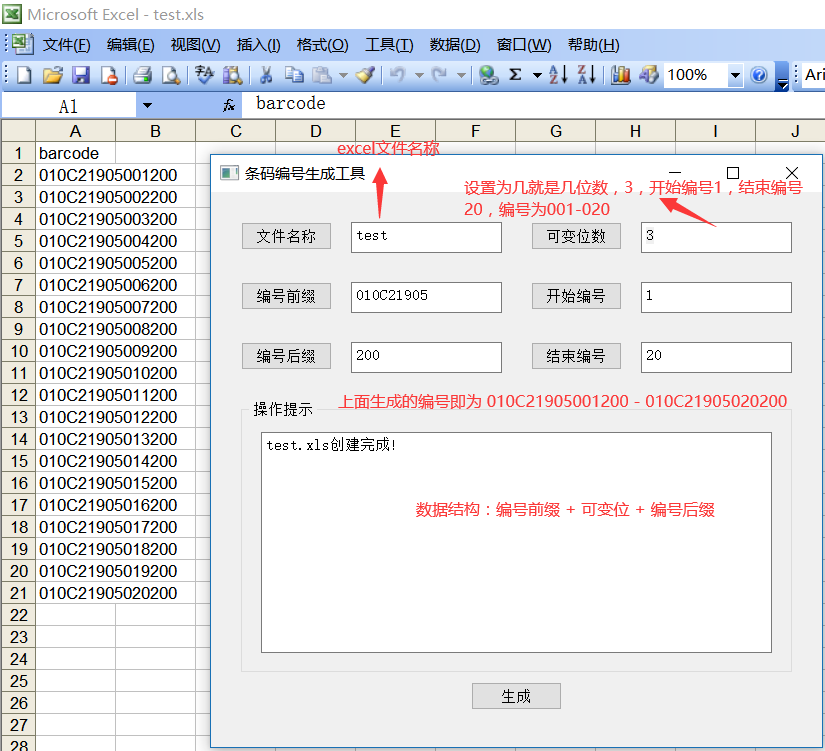 Microsoft Excel - test.xls
文件(F) 编辑(E) 视图(V) 插入(I) 格式(O) 工具(T) 数据(D) 窗口(W) 帮助(H)
100% Ari
A1 fx barcode
A B C D E F G H I J
1 barcode
2 010C21905001200
3 010C21905002200
4 010C21905003200
5 010C21905004200
6 010C21905005200
7 010C21905006200
8 010C21905007200
9 010C21905008200
10 010C21905009200
11 010C21905010200
12 010C21905011200
13 010C21905012200
14 010C21905013200
15 010C21905014200
16 010C21905015200
17 010C21905016200
18 010C21905017200
19 010C21905018200
20 010C21905019200
21 010C21905020200
22
23
24
25
26
27
28
excel文件名称
条码编号生成工具
设置为几就是几位数，3，开始编号1，结束编号
20，编号为001-020
文件名称 test 可变位数 3
编号前缀 010C21905 开始编号 1
编号后缀 200 结束编号 20
上面生成的编号即为 010C21905001200 - 010C21905020200
操作提示
test.xls创建完成!
数据结构：编号前缀 + 可变位 + 编号后缀
生成